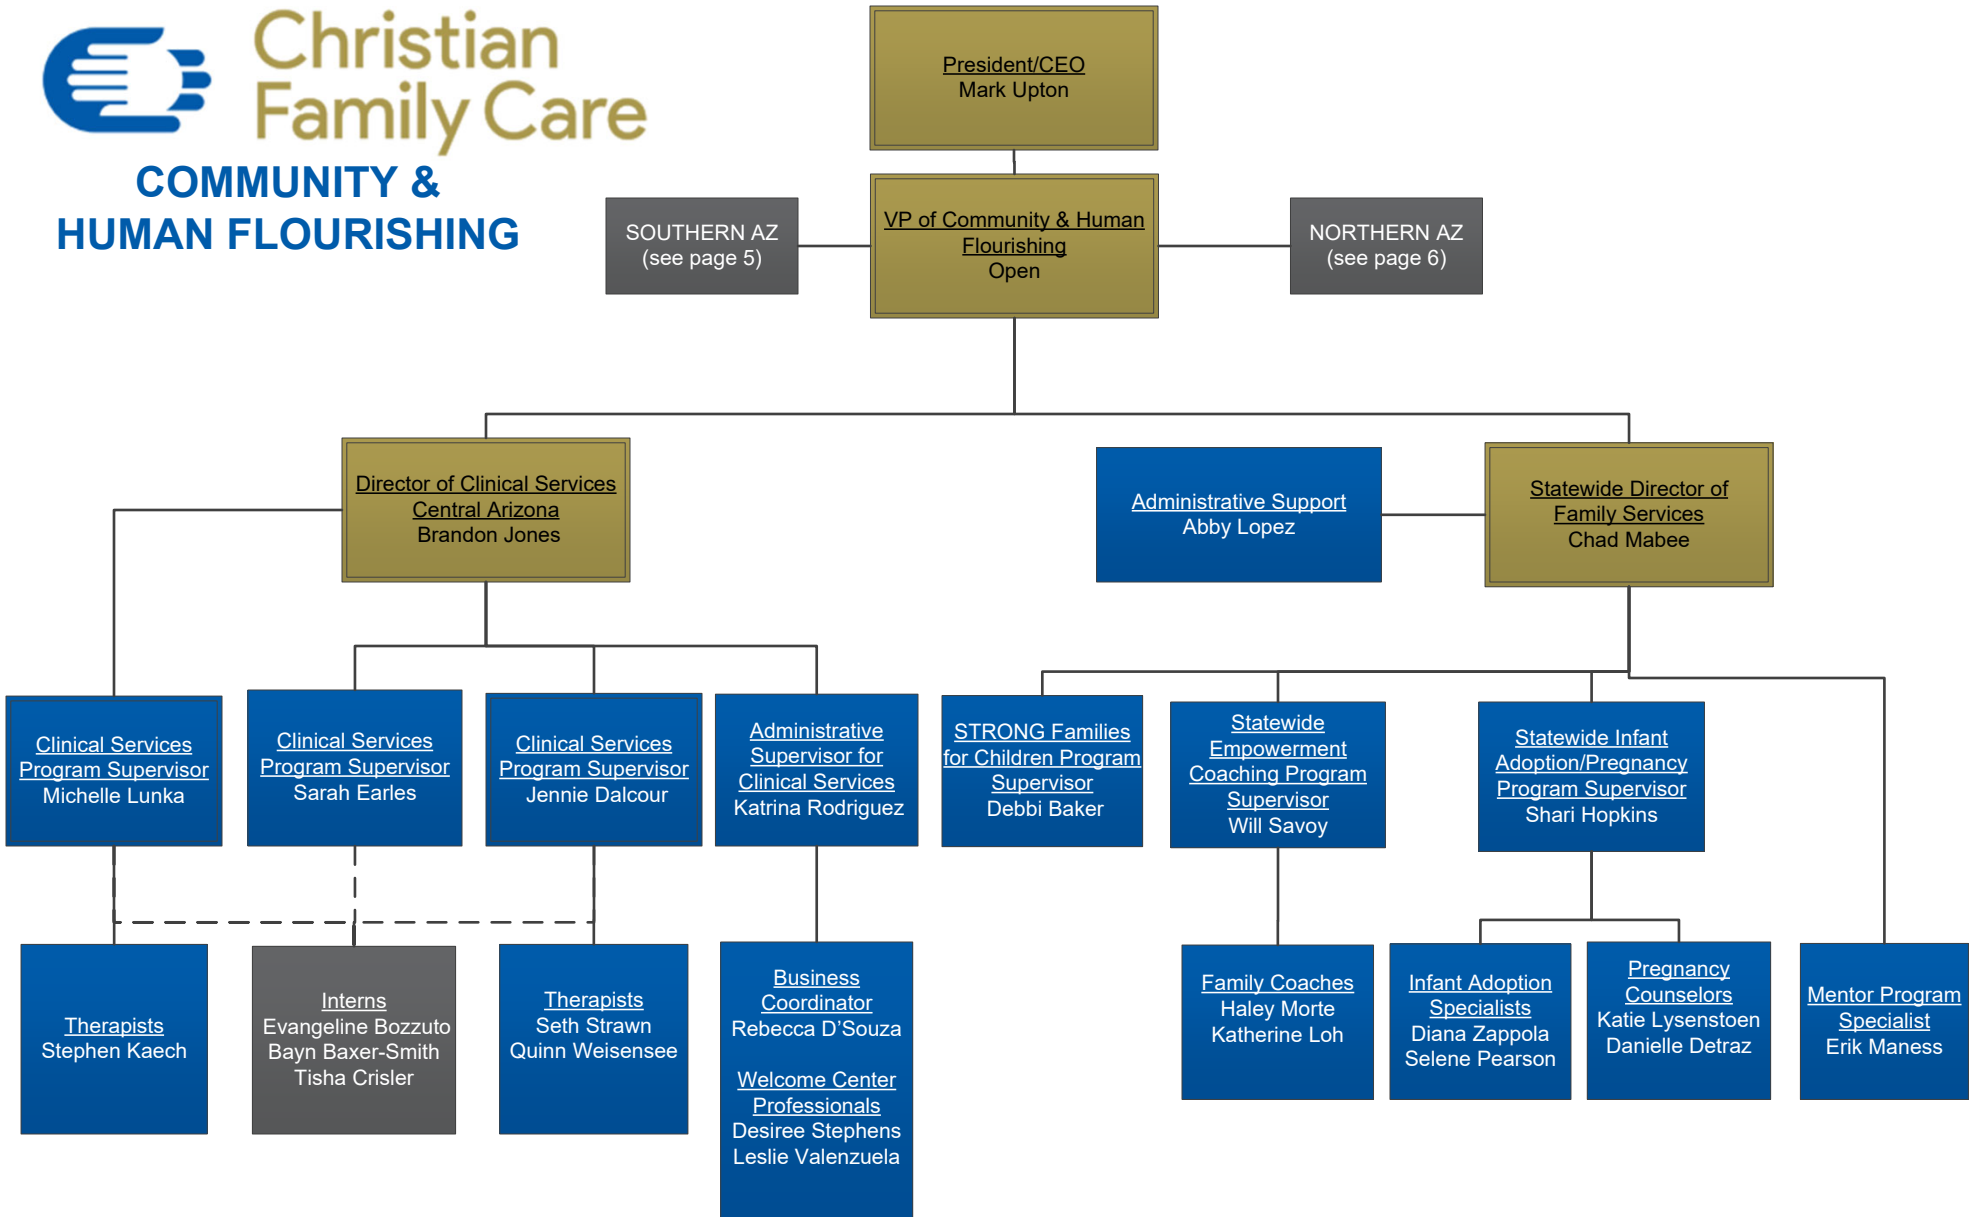 Christian
Family Care
COMMUNITY &
HUMAN FLOURISHING
President/CEO
Mark Upton
SOUTHERN AZ
(see page 5)
VP of Community & Human
Flourishing
Open
NORTHERN AZ
(see page 6)
Director of Clinical Services
Central Arizona
Brandon Jones
Administrative Support
Abby Lopez
Statewide Director of
Family Services
Chad Mabee
Clinical Services
Program Supervisor
Michelle Lunka
Clinical Services
Program Supervisor
Sarah Earles
Clinical Services
Program Supervisor
Jennie Dalcour
Administrative
Supervisor for
Clinical Services
Katrina Rodriguez
STRONG Families
for Children Program
Supervisor
Debbi Baker
Statewide
Empowerment
Coaching Program
Supervisor
Will Savoy
Statewide Infant
Adoption/Pregnancy
Program Supervisor
Shari Hopkins
Therapists
Stephen Kaech
Interns
Evangeline Bozzuto
Bayn Baxer-Smith
Tisha Crisler
Therapists
Seth Strawn
Quinn Weisensee
Business
Coordinator
Rebecca D’Souza
Welcome Center
Professionals
Desiree Stephens
Leslie Valenzuela
Family Coaches
Haley Morte
Katherine Loh
Infant Adoption
Specialists
Diana Zappola
Selene Pearson
Pregnancy
Counselors
Katie Lysenstoen
Danielle Detraz
Mentor Program
Specialist
Erik Maness